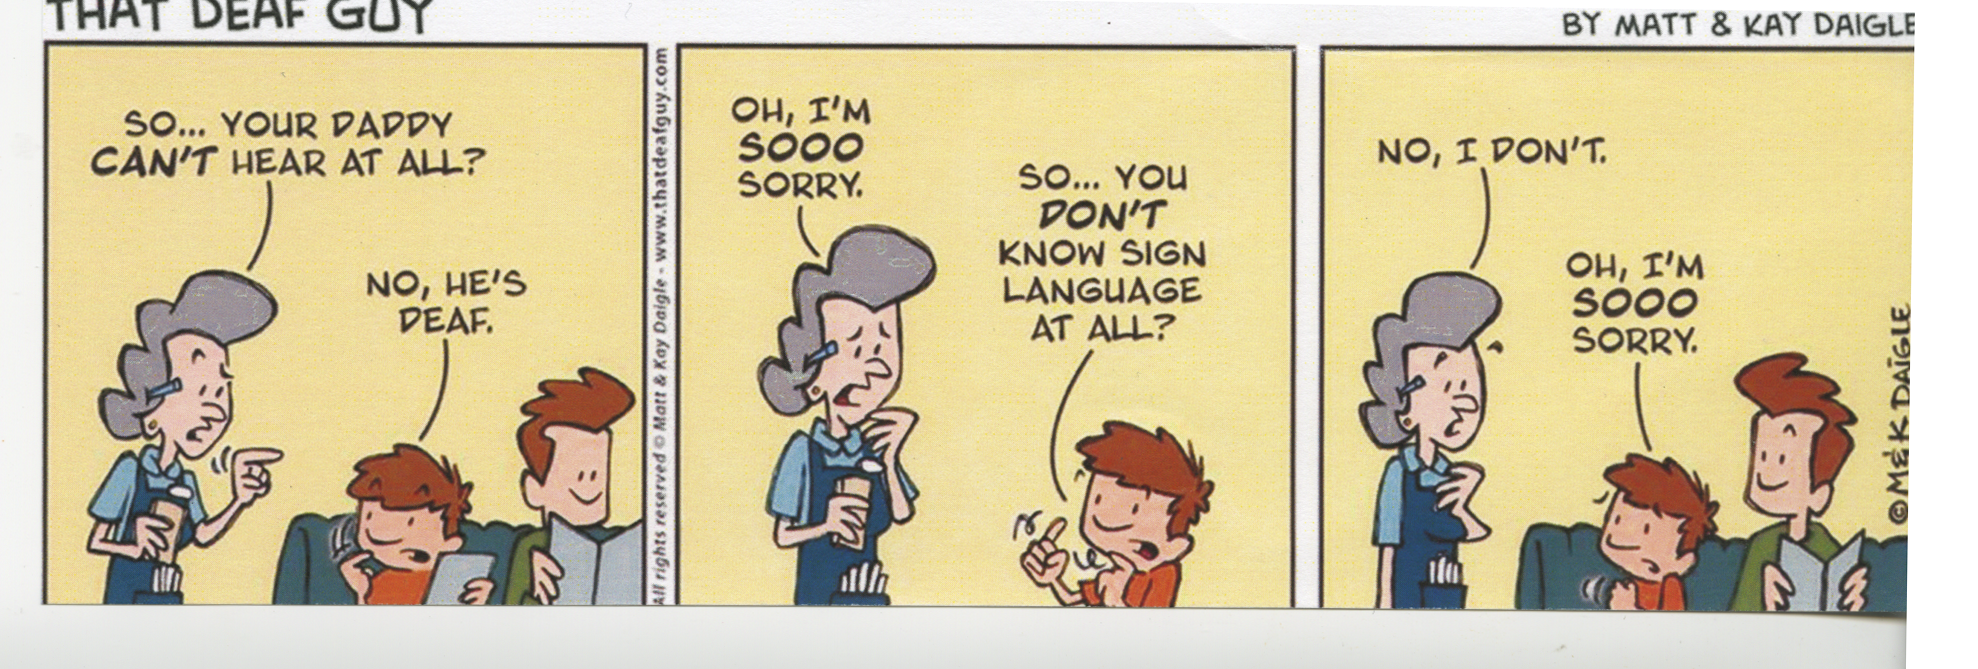 THAT DEAF GUY
BY MATT & KAY DAIGLE
SO... YOUR DADDY
CAN'T HEAR AT ALL?
NO, HE'S
DEAF.
All rights reserved © Matt & Kay Daigle - www.thatdeafguy.com
OH, I'M
SOOO
SORRY.
SO... YOU
DON'T
KNOW SIGN
LANGUAGE
AT ALL?
NO, I DON'T.
OH, I'M
SOOO
SORRY.
©M&K DAIGLE